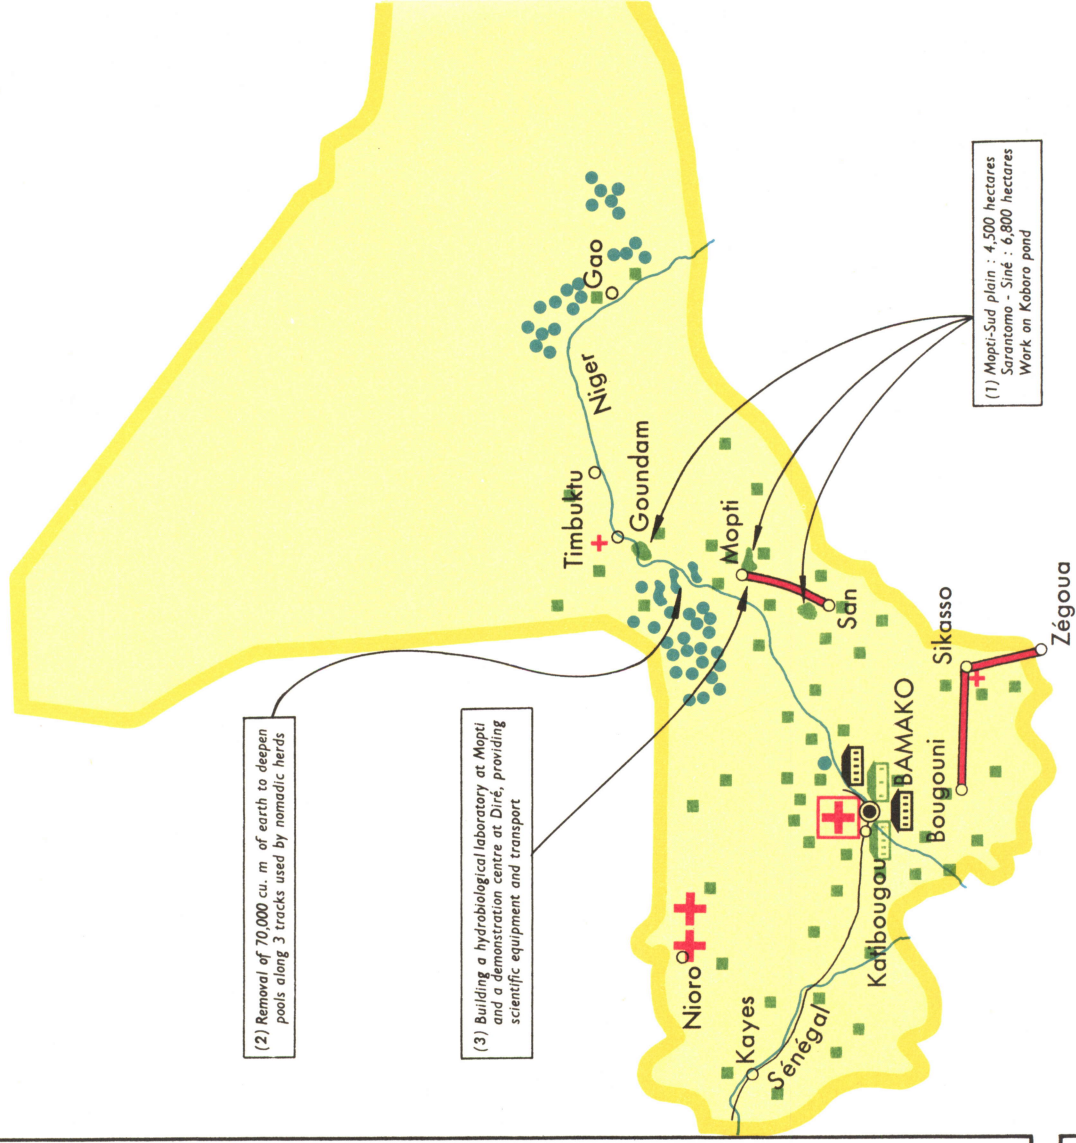 (2) Removal of 70,000 cu. m of earth to deepen
pools along 3 tracks used by nomadic herds
(3) Building a hydrobiological laboratory at Mopti
and a demonstration centre at Diré, providing
scientific equipment and transport
(1) Mopti-Sud plain : 4,500 hectares
Sarantomo - Siné : 6,800 hectares
Work on Koboro pond
Gao
Niger
Timbuktu
Goundam
Mopti
San
Sikasso
Zégoua
BAMAKO
Bougouni
Katibougou
Nioro
Kayes
Sénégal